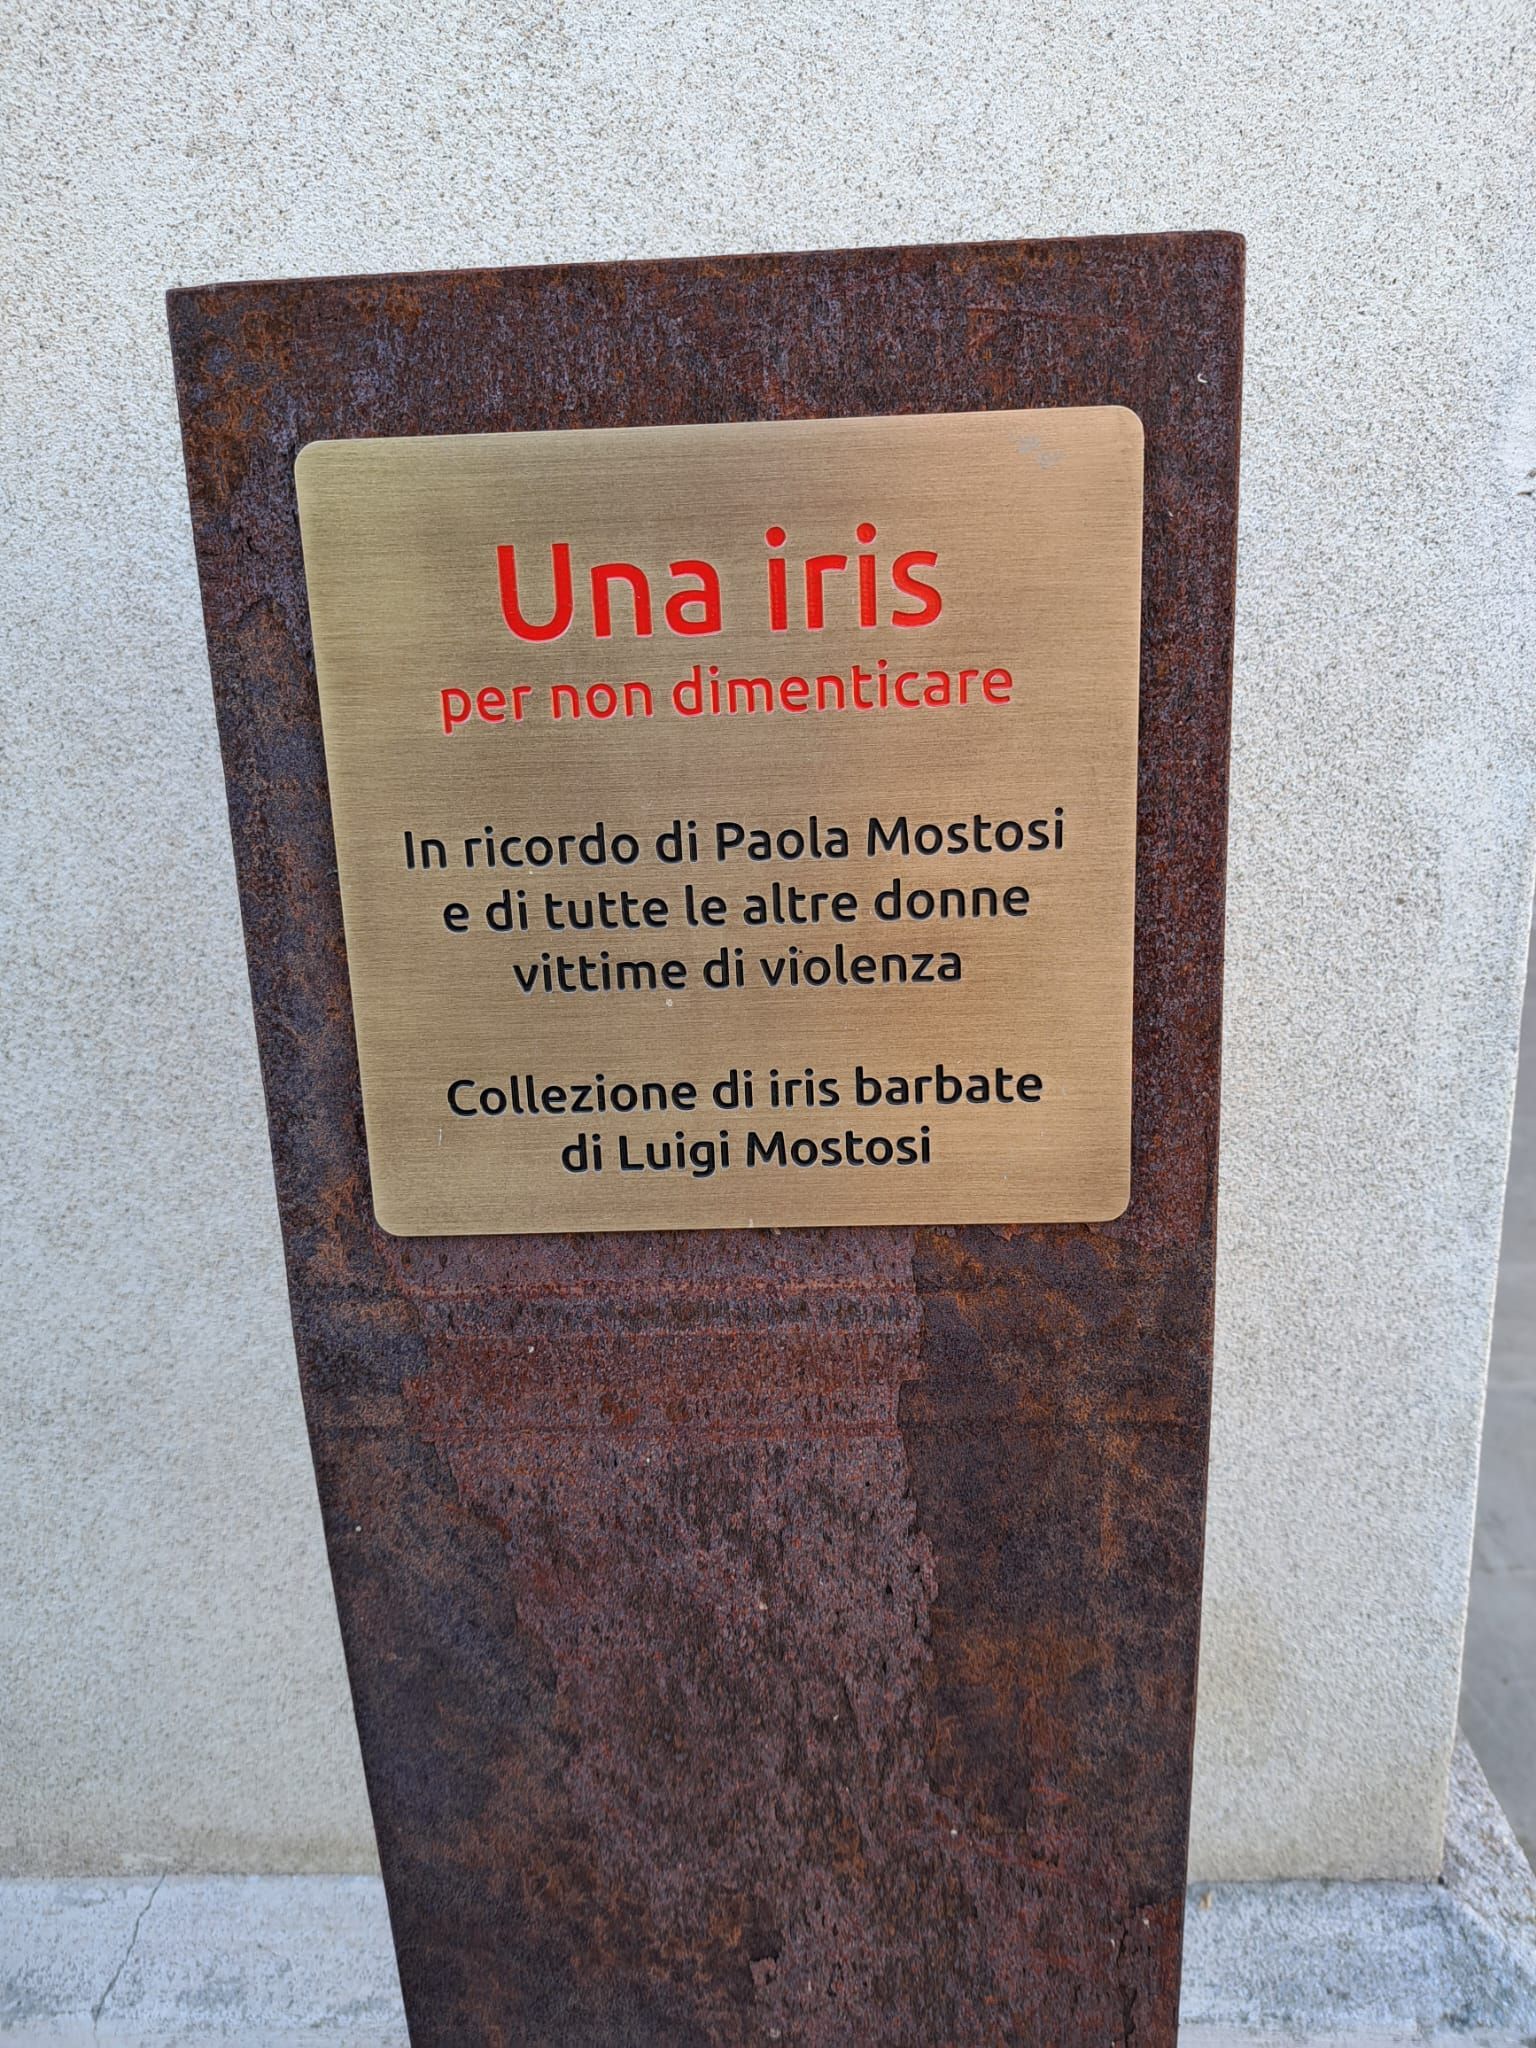 Una iris
per non dimenticare
In ricordo di Paola Mostosi
e di tutte le altre donne
vittime di violenza
Collezione di iris barbate
di Luigi Mostosi